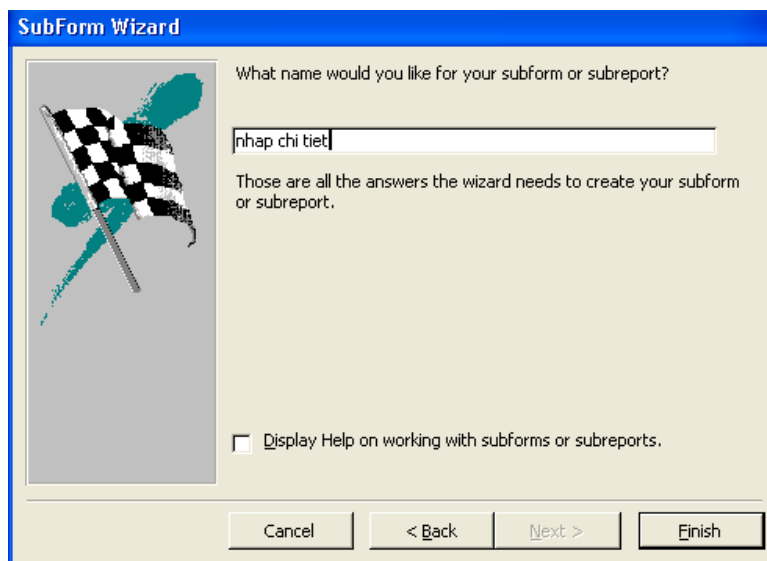 SubForm Wizard
What name would you like for your subform or subreport?
nhap chi tiet
Those are all the answers the wizard needs to create your subform
or subreport.
Display Help on working with subforms or subreports.
Cancel < Back Next > Finish